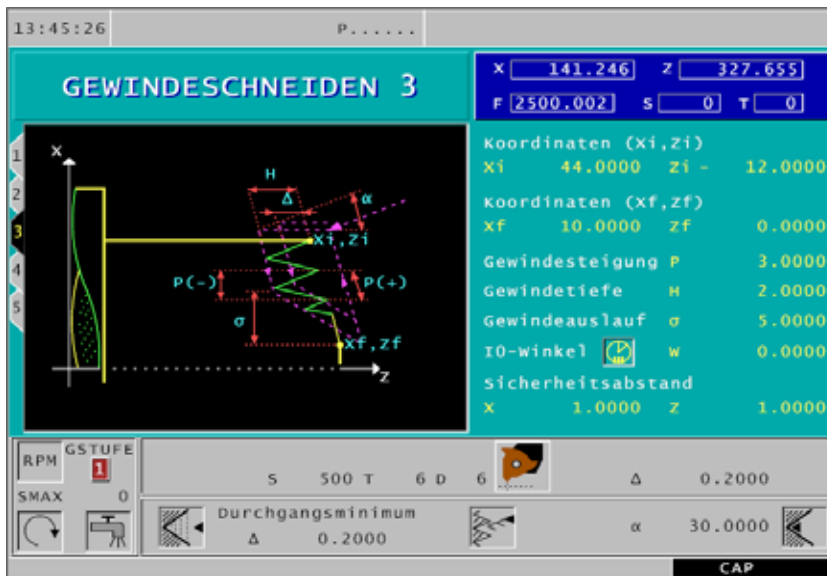 13:45:26 P......
GEWINDESCHNEIDEN 3
X 141.246 Z 327.655
F 2500.002 S 0 T 0
1
2
3
4
5
X
H
Δ
α
Xi,Zi
P(-)
P(+)
σ
Xf,Zf
Z
Koordinaten (Xi,Zi)
Xi 44.0000 Zi - 12.0000
Koordinaten (Xf,Zf)
Xf 10.0000 Zf 0.0000
Gewindesteigung P 3.0000
Gewindetiefe H 2.0000
Gewindeauslauf σ 5.0000
IO-Winkel W 0.0000
Sicherheitsabstand
X 1.0000 Z 1.0000
RPM GSTUFE
1
SMAX 0
S 500 T 6 D 6 Δ 0.2000
Durchgangsminimum
Δ 0.2000 α 30.0000
CAP